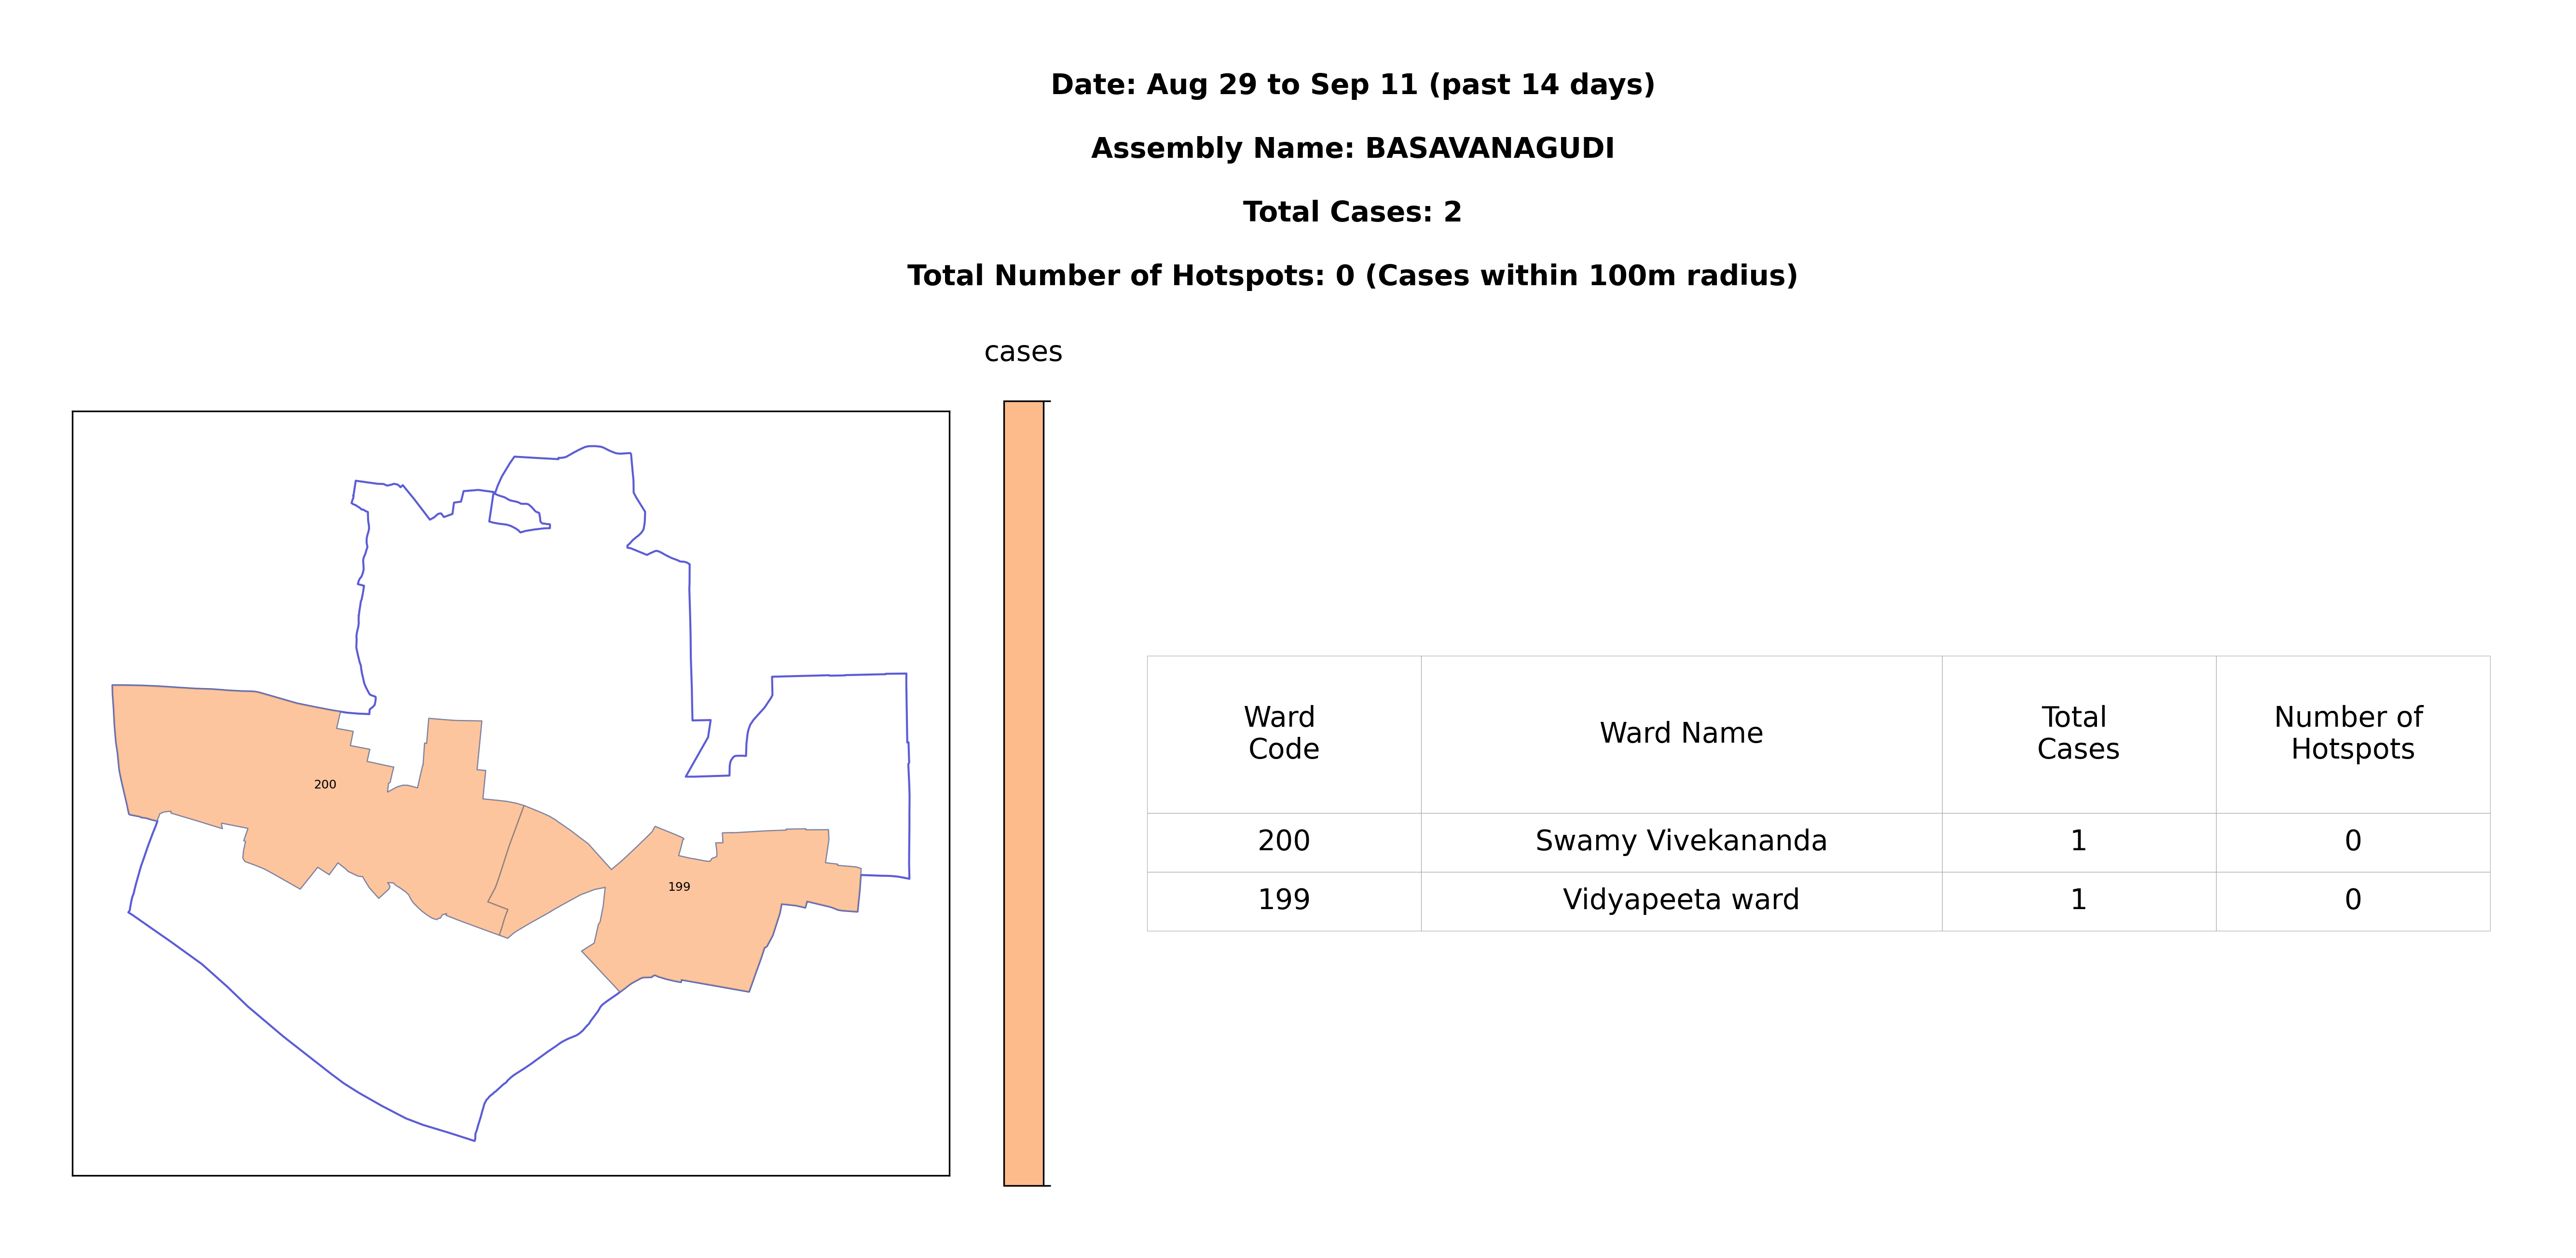 Date: Aug 29 to Sep 11 (past 14 days)
Assembly Name: BASAVANAGUDI
Total Cases: 2
Total Number of Hotspots: 0 (Cases within 100m radius)
cases
200
199
Ward Code Ward Name Total Cases Number of Hotspots
200 Swamy Vivekananda 1 0
199 Vidyapeeta ward 1 0